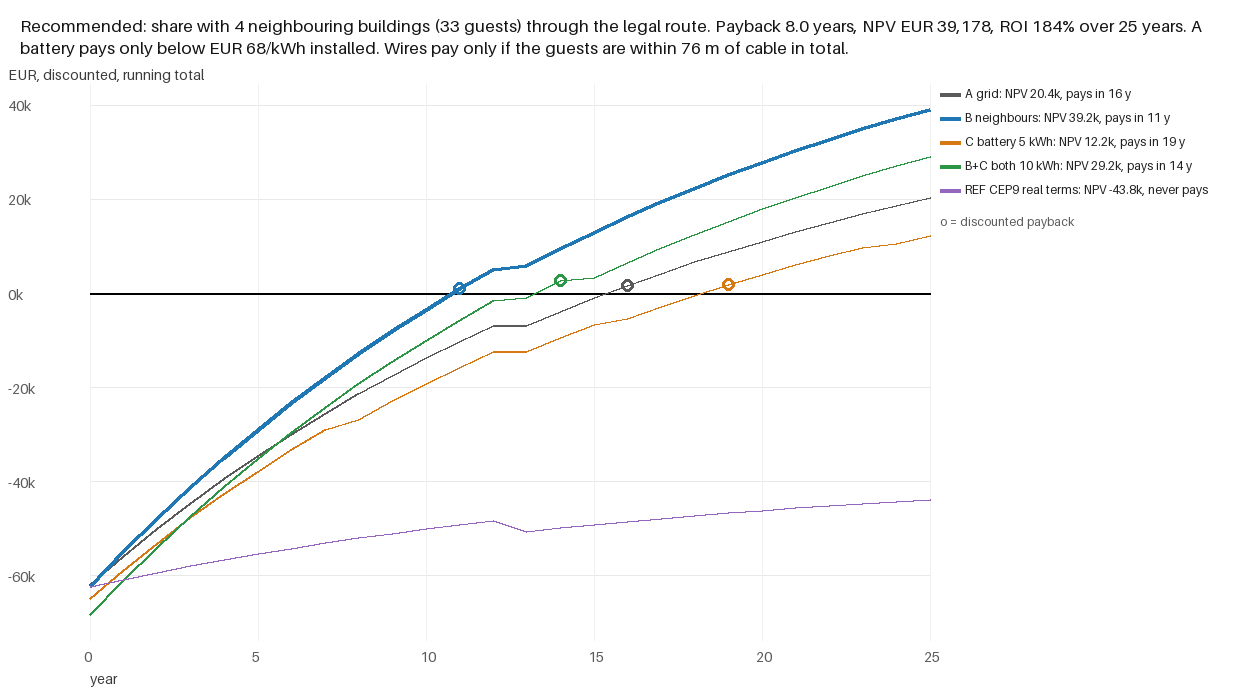 Recommended: share with 4 neighbouring buildings (33 guests) through the legal route. Payback 8.0 years, NPV EUR 39,178, ROI 184% over 25 years. A
battery pays only below EUR 68/kWh installed. Wires pay only if the guests are within 76 m of cable in total.
EUR, discounted, running total
40k
20k
0k
-20k
-40k
-60k
0
5
10
15
20
25
year
A grid: NPV 20.4k, pays in 16 y
B neighbours: NPV 39.2k, pays in 11 y
C battery 5 kWh: NPV 12.2k, pays in 19 y
B+C both 10 kWh: NPV 29.2k, pays in 14 y
REF CEP9 real terms: NPV -43.8k, never pays
o = discounted payback